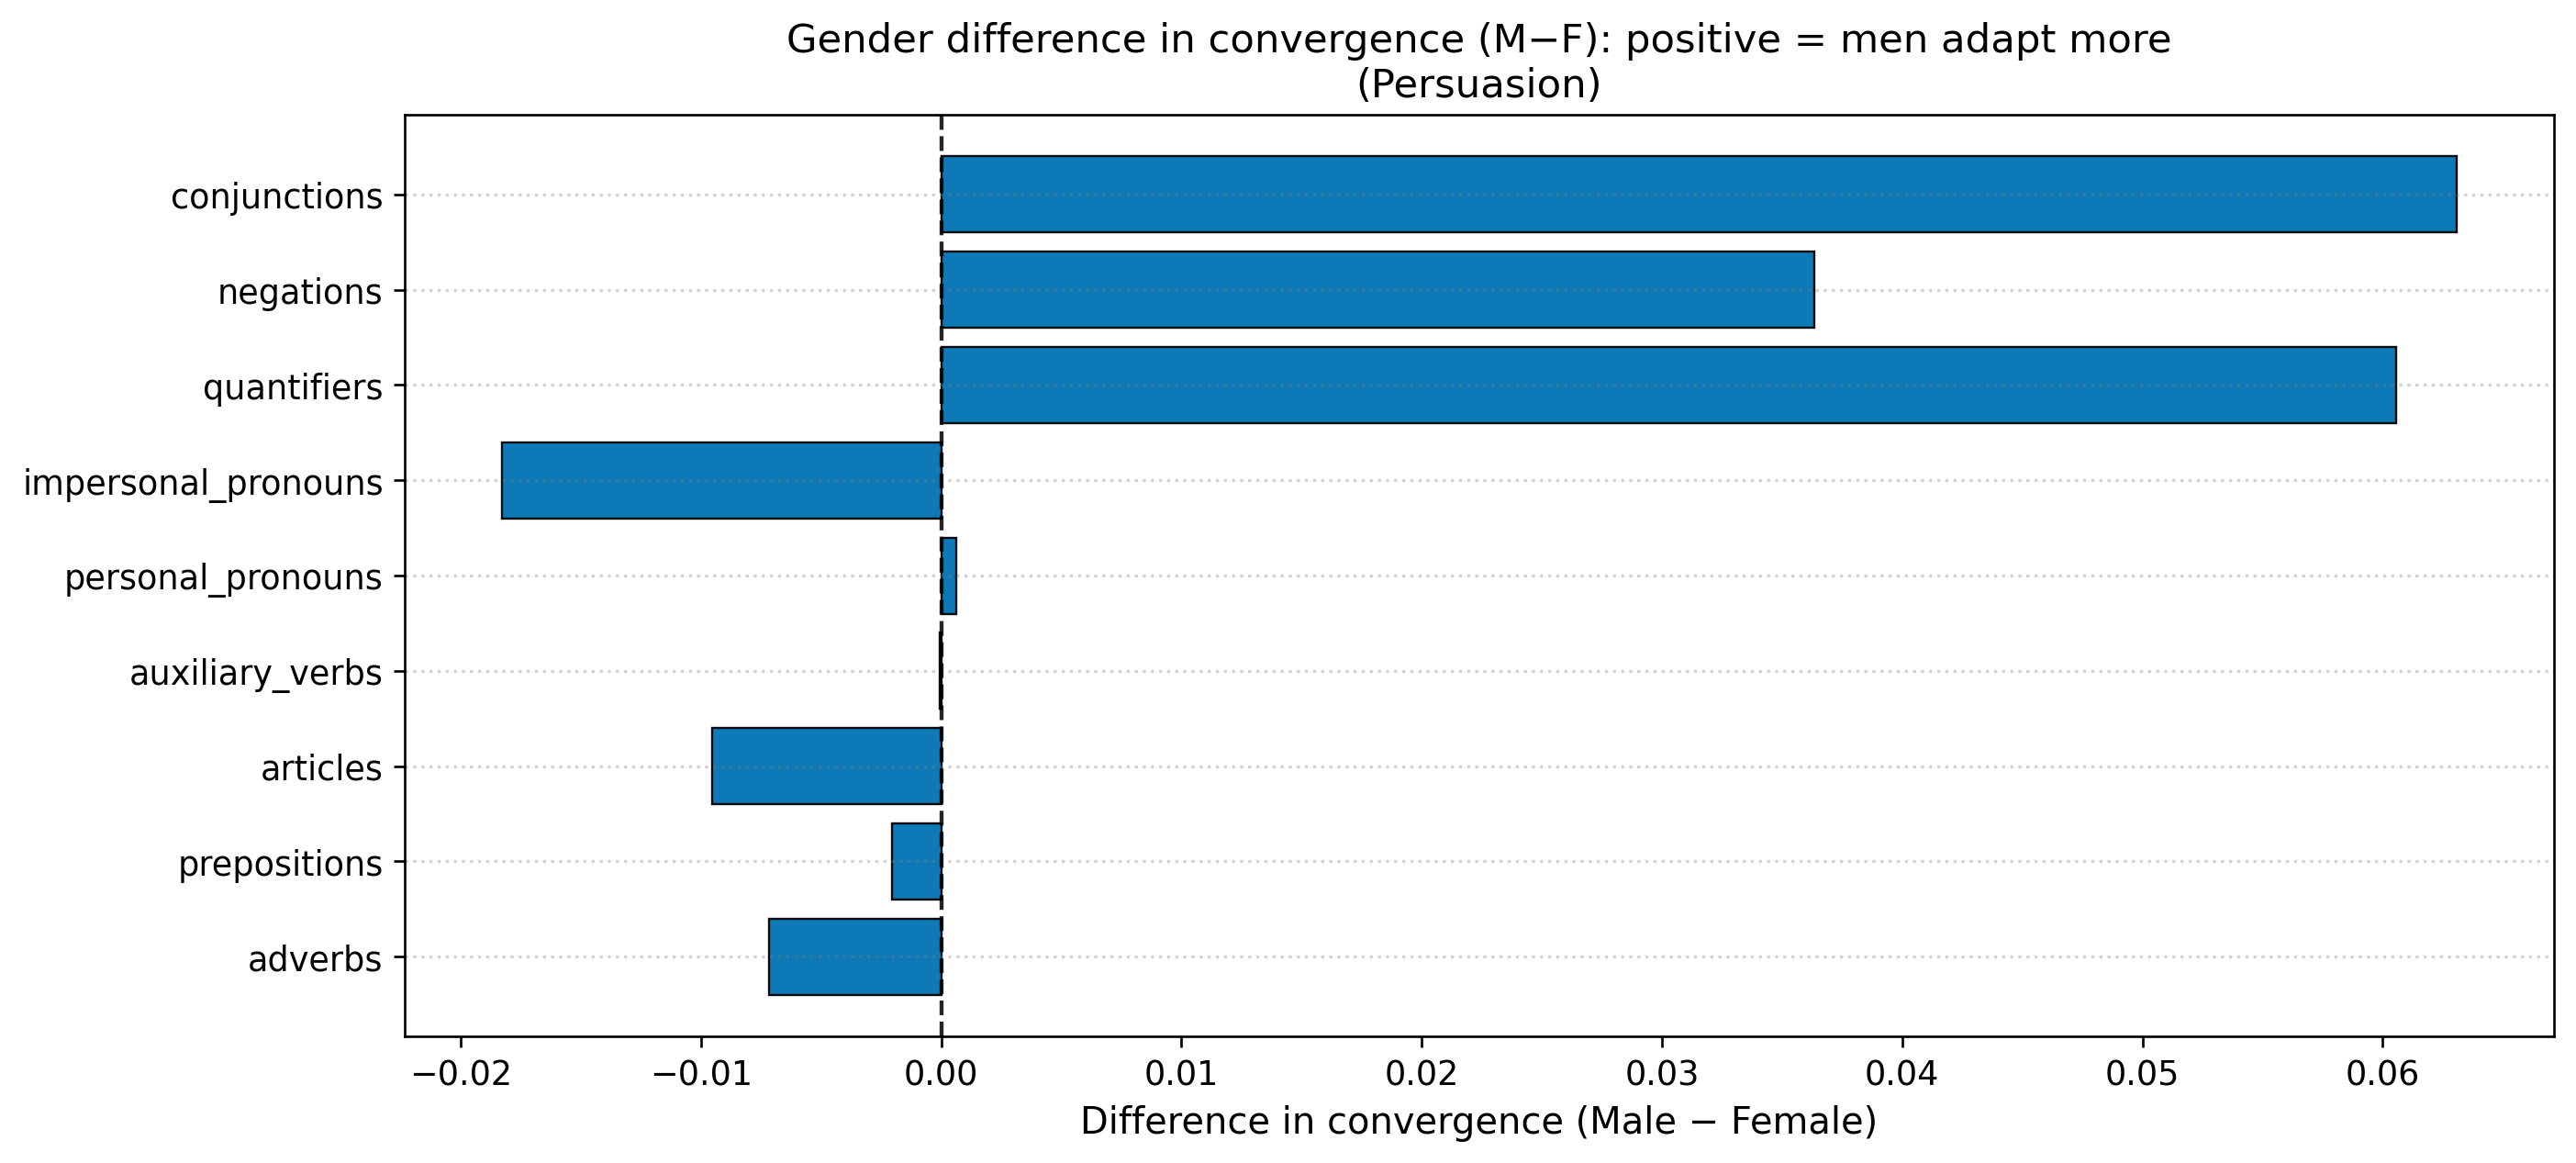 Gender difference in convergence (M−F): positive = men adapt more
(Persuasion)
conjunctions
negations
quantifiers
impersonal_pronouns
personal_pronouns
auxiliary_verbs
articles
prepositions
adverbs
−0.02 −0.01 0.00 0.01 0.02 0.03 0.04 0.05 0.06
Difference in convergence (Male − Female)